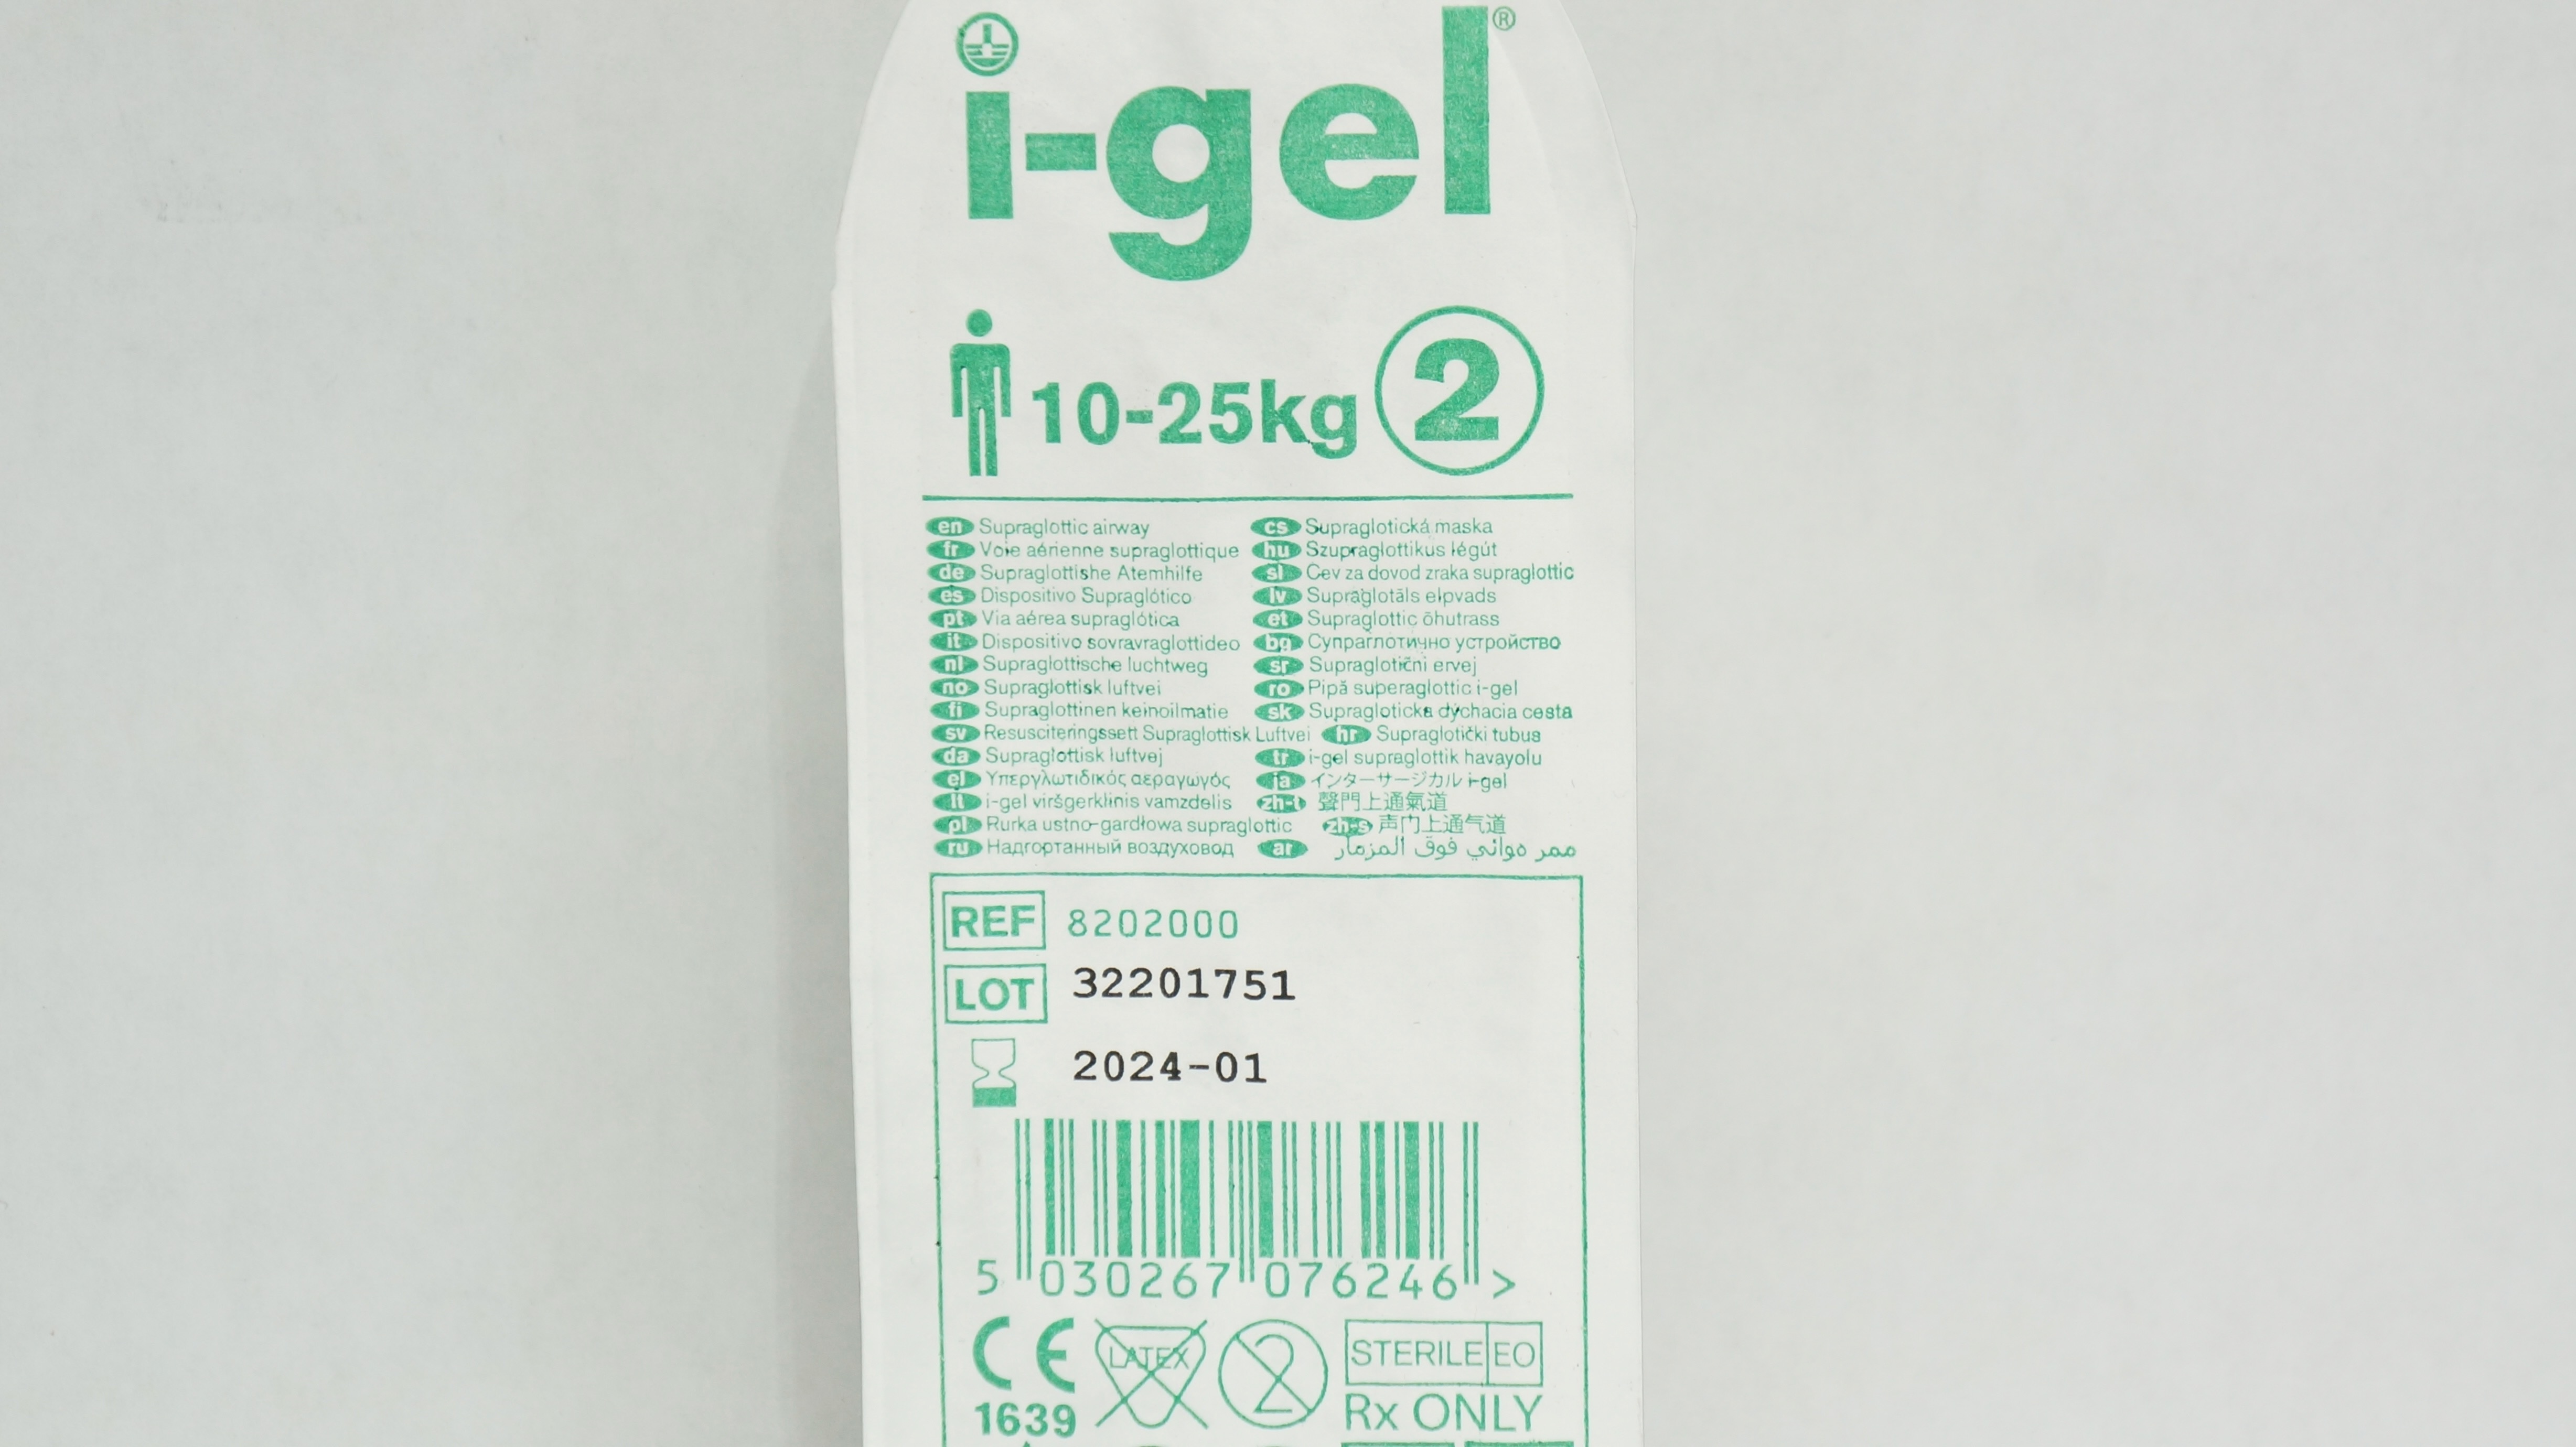 i-gel®
10-25kg 2
en Supraglottic airway
cs Supraglotická maska
fr Voie aérienne supraglottique
hu Szupraglottikus légút
de Supraglottishe Atemhilfe
sl Cev za dovod zraka supraglottic
es Dispositivo Supraglótico
lv Supraglotāls elpvads
pt Via aérea supraglótica
et Supraglottic õhutrass
it Dispositivo sovravraglottideo
bg Супраглотично устройство
nl Supraglottische luchtweg
sr Supraglotični ervej
no Supraglottisk luftvei
ro Pipă superaglottic i-gel
fi Supraglottinen keinoilmatie
sk Supraglotická dýchacia cesta
sv Resusciteringssett Supraglottisk Luftvei
hr Supraglotički tubus
da Supraglottisk luftvej
tr i-gel supraglottik havayolu
el Υπεργλωτιδικός αεραγωγός
ja インターサージカル i-gel
lt i-gel viršgerklinis vamzdelis
zh-t 聲門上通氣道
pl Rurka ustno-gardłowa supraglottic
zh-s 声门上通气道
ru Надгортанный воздуховод
ar ممر هوائي فوق المزمار
REF 8202000
LOT 32201751
2024-01
5 030267 076246 >
CE LATEX 2 STERILE EO
1639 Rx ONLY